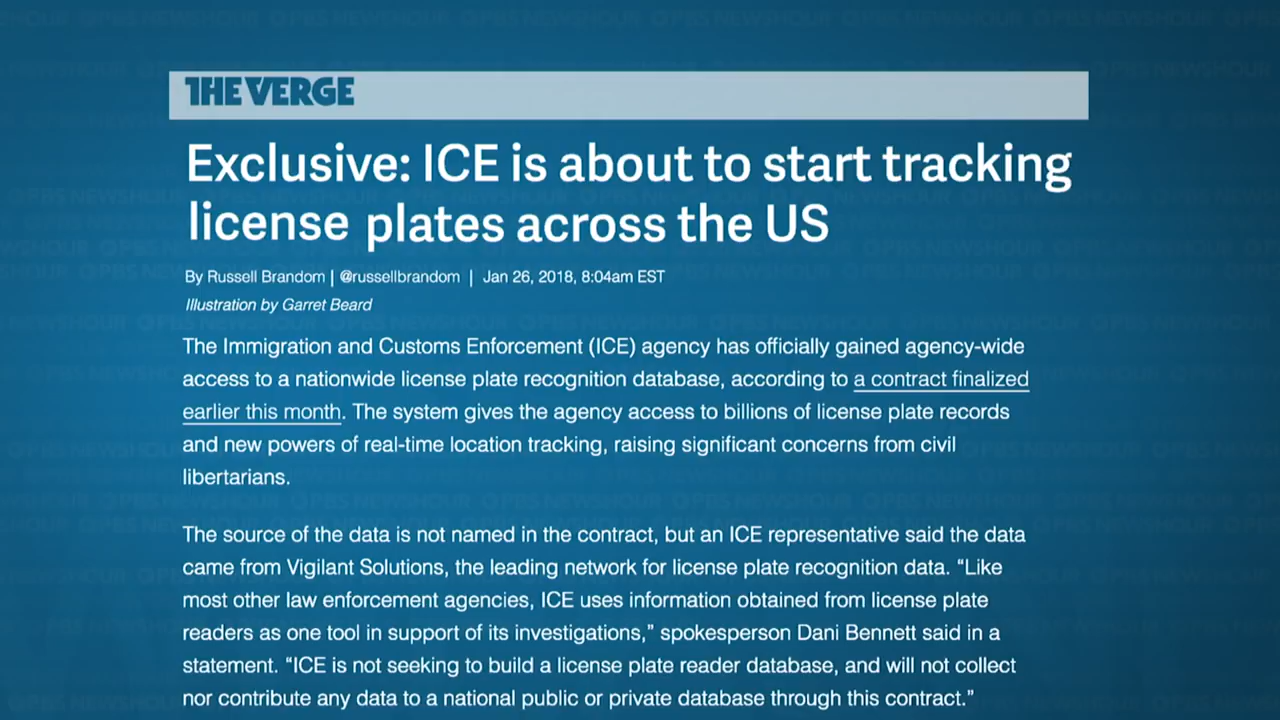 THE VERGE
Exclusive: ICE is about to start tracking
license plates across the US
By Russell Brandom | @russellbrandom | Jan 26, 2018, 8:04am EST
Illustration by Garret Beard
The Immigration and Customs Enforcement (ICE) agency has officially gained agency-wide
access to a nationwide license plate recognition database, according to a contract finalized
earlier this month. The system gives the agency access to billions of license plate records
and new powers of real-time location tracking, raising significant concerns from civil
libertarians.
The source of the data is not named in the contract, but an ICE representative said the data
came from Vigilant Solutions, the leading network for license plate recognition data. “Like
most other law enforcement agencies, ICE uses information obtained from license plate
readers as one tool in support of its investigations,” spokesperson Dani Bennett said in a
statement. “ICE is not seeking to build a license plate reader database, and will not collect
nor contribute any data to a national public or private database through this contract.”